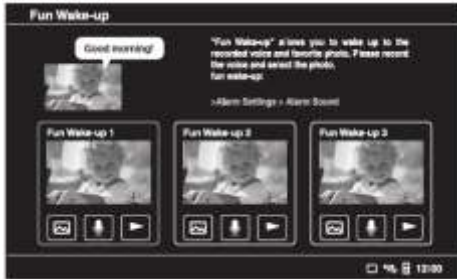 Fun Wake-up
Good morning!
"Fun Wake-up" allows you to wake up to the
recorded voice and favorite photo. Please record
the voice and select the photo.
fun wake-up:
>Alarm Settings > Alarm Sound
Fun Wake-up 1
Fun Wake-up 2
Fun Wake-up 3
13:00